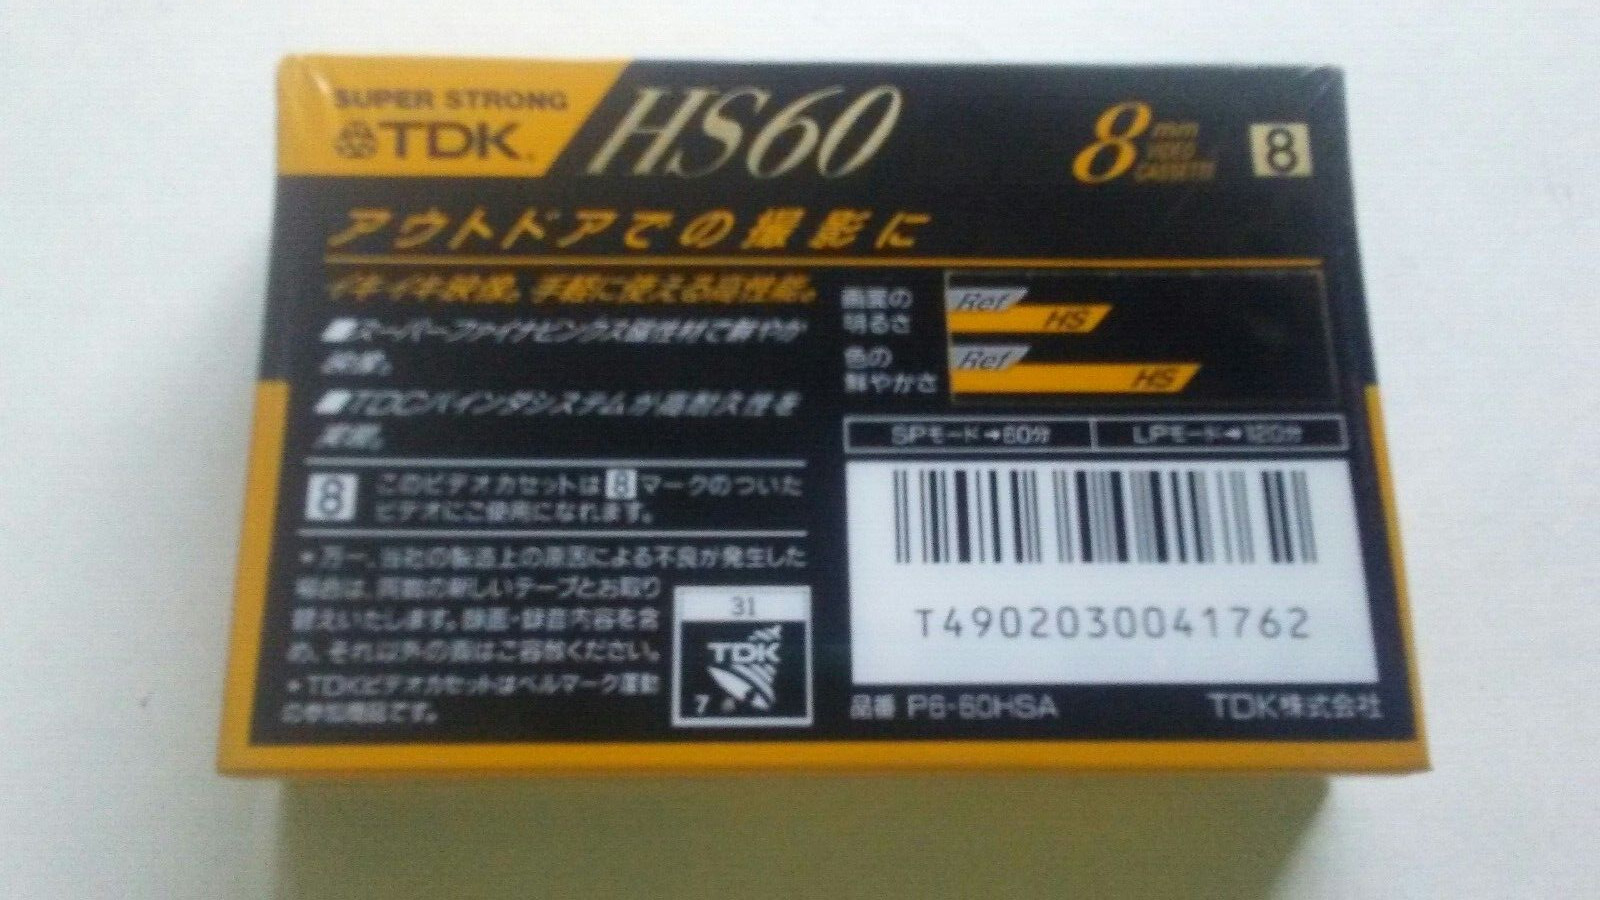 SUPER STRONG
TDK.
HS60
8 mm VIDEO CASSETTE
8
アウトドアでの撮影に
イキイキ映像。手軽に使える高性能。
■スーパーファイナビックス磁性材で鮮やか
映像。
■TDCバインダシステムが高耐久性を
実現。
画面の
明るさ
Ref
HS
色の
鮮やかさ
Ref
HS
SPモード➔60分
LPモード➔120分
8 このビデオカセットは8マークのついた
ビデオにご使用になれます。
*万一、当社の製造上の原因による不良が発生した
場合は、同数の新しいテープとお取り
替えいたします。録画・録音内容を含
め、それ以外の責はご容赦ください。
*TDKビデオカセットはベルマーク運動
の参加商品です。
31
TDK
7 点
T4902030041762
品番 P6-60HSA
TDK株式会社